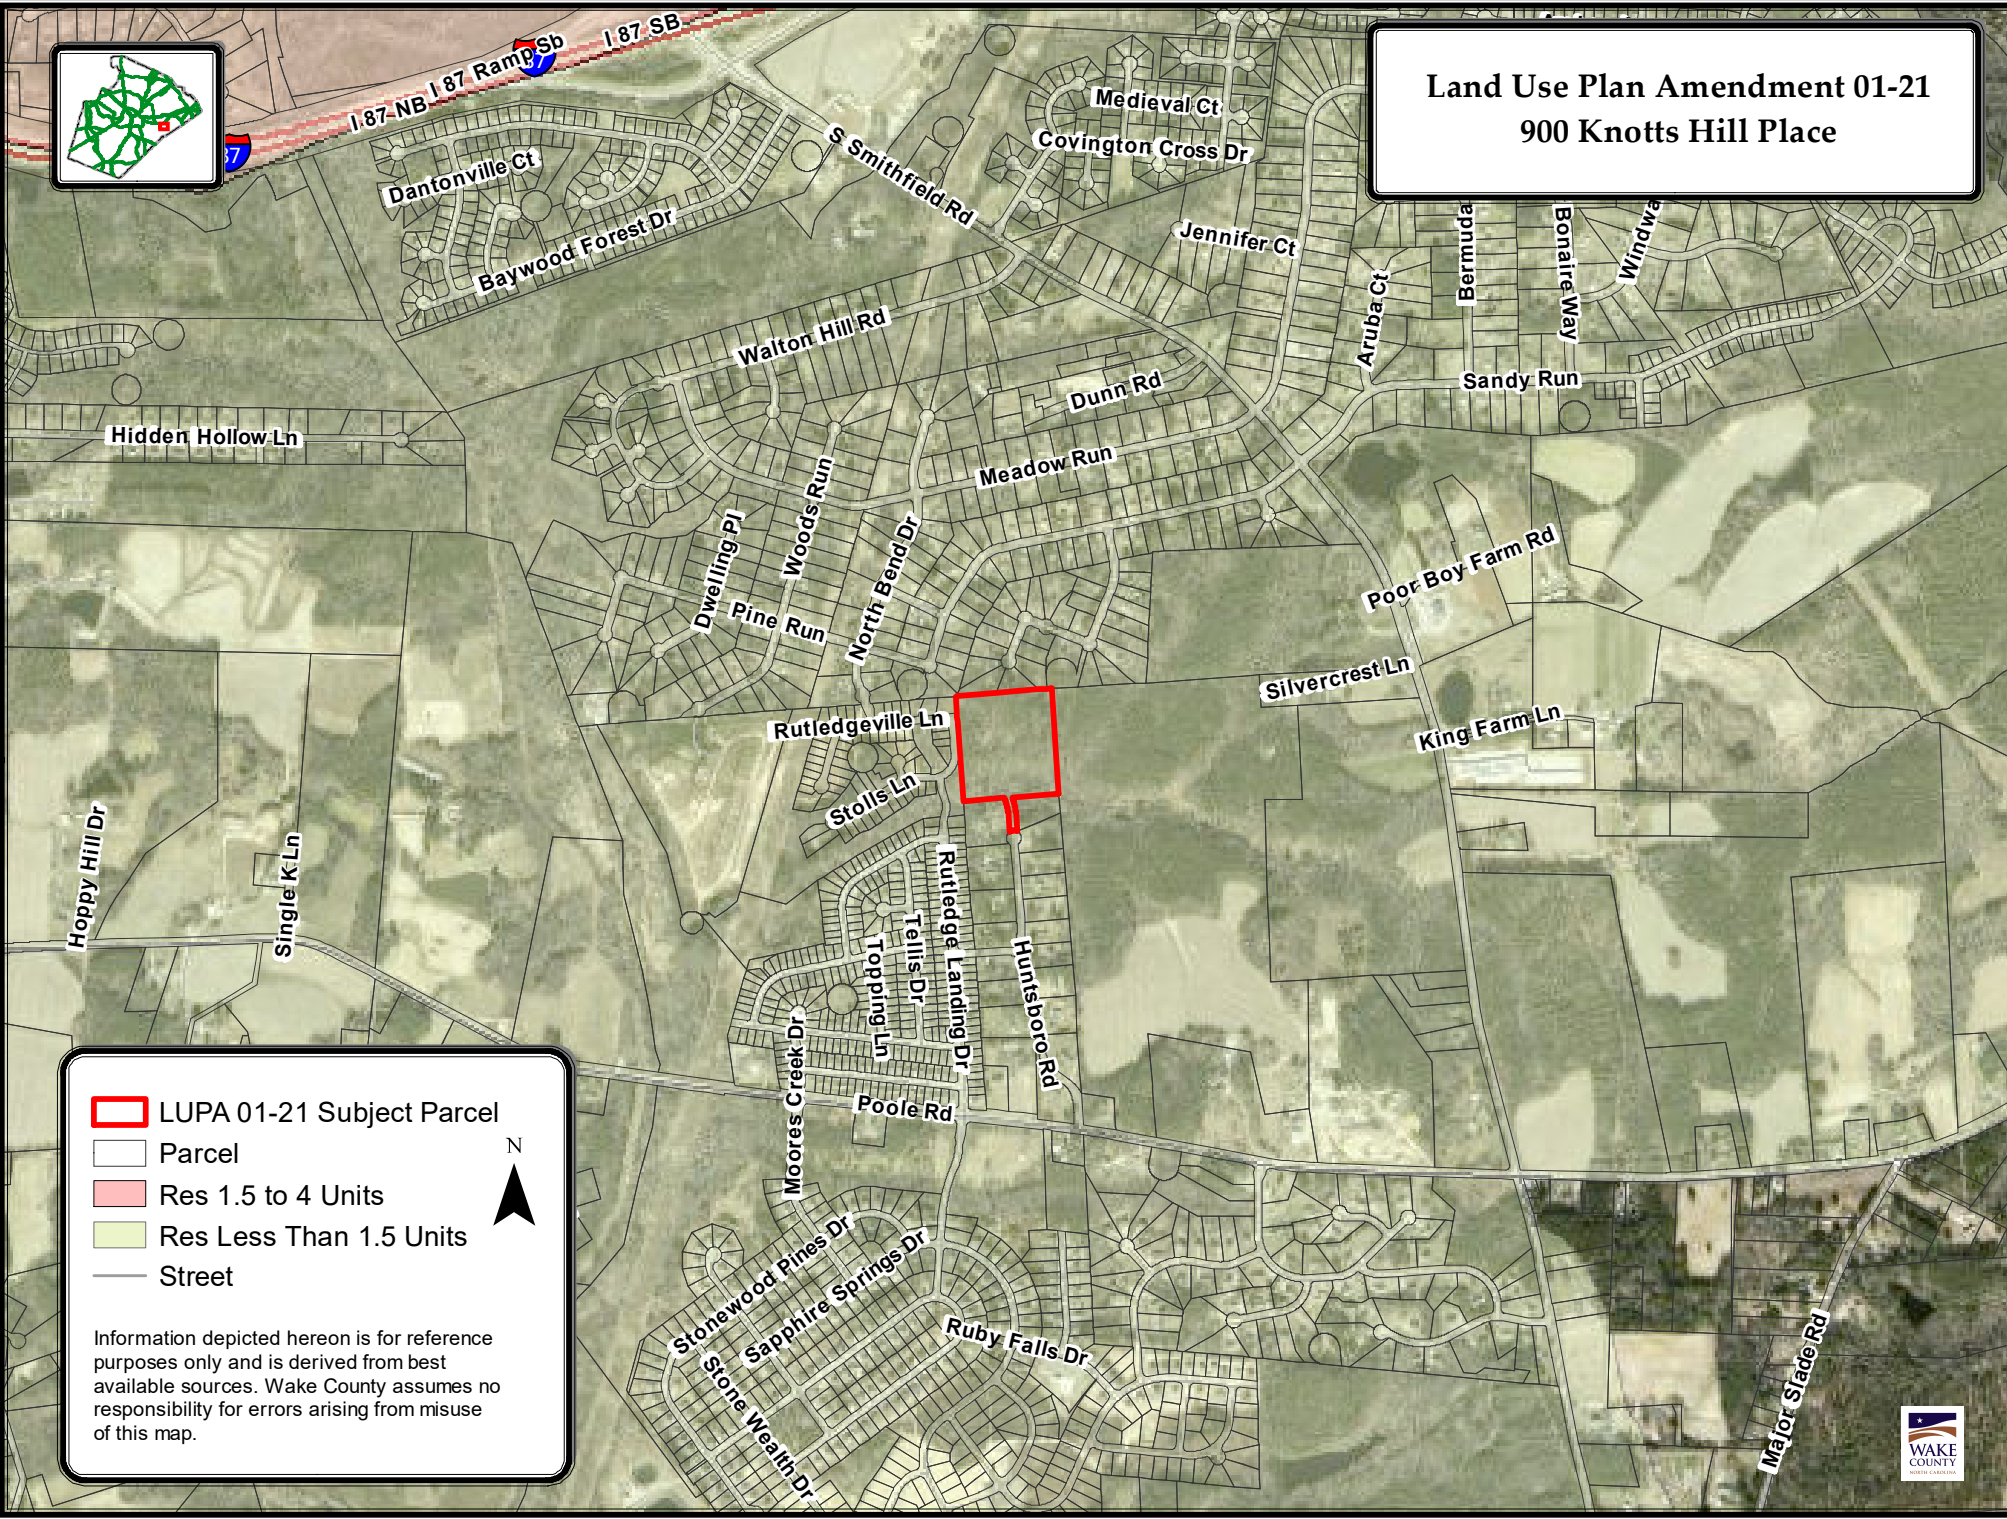 Land Use Plan Amendment 01-21
900 Knotts Hill Place
I 87 SB
I 87 Ramp Sb
I 87 NB
87
37
Medieval Ct
Covington Cross Dr
S Smithfield Rd
Dantonville Ct
Baywood Forest Dr
Jennifer Ct
Bermuda
Bonaire Way
Windwa
Aruba Ct
Walton Hill Rd
Dunn Rd
Sandy Run
Hidden Hollow Ln
Meadow Run
Woods Run
Dwelling Pl
North Bend Dr
Pine Run
Poor Boy Farm Rd
Silvercrest Ln
King Farm Ln
Rutledgeville Ln
Stolls Ln
Hoppy Hill Dr
Single K Ln
Rutledge Landing Dr
Tellis Dr
Topping Ln
Huntsboro Rd
Moores Creek Dr
Poole Rd
Stonewood Pines Dr
Sapphire Springs Dr
Ruby Falls Dr
Stone Wealth Dr
Major Slade Rd
LUPA 01-21 Subject Parcel
Parcel
Res 1.5 to 4 Units
Res Less Than 1.5 Units
Street
N
Information depicted hereon is for reference
purposes only and is derived from best
available sources. Wake County assumes no
responsibility for errors arising from misuse
of this map.
WAKE
COUNTY
NORTH CAROLINA